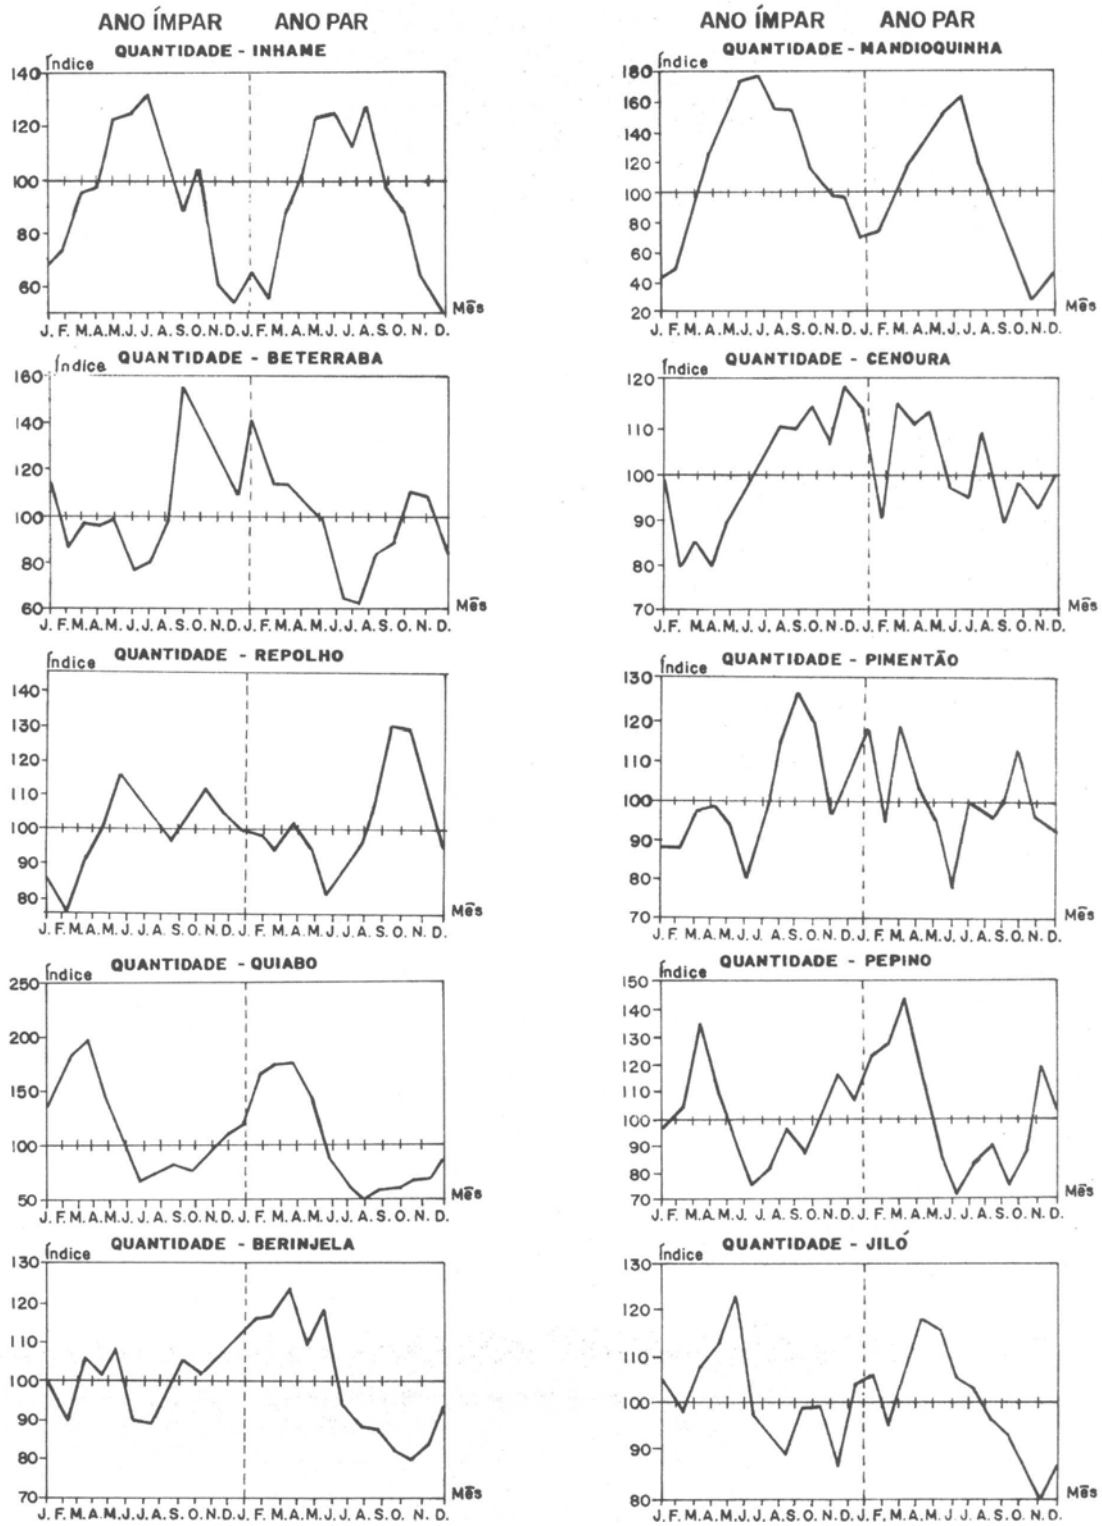 ANO ÍMPAR ANO PAR
QUANTIDADE - INHAME
Índice
140
120
100
80
60
Mês
J. F. M. A. M. J. J. A. S. O. N. D. J. F. M. A. M. J. J. A. S. O. N. D.
ANO ÍMPAR ANO PAR
QUANTIDADE - MANDIOQUINHA
Índice
180
160
140
120
100
80
60
40
20
Mês
J. F. M. A. M. J. J. A. S. O. N. D. J. F. M. A. M. J. J. A. S. O. N. D.
QUANTIDADE - BETERRABA
Índice
160
140
120
100
80
60
Mês
J. F. M. A. M. J. J. A. S. O. N. D. J. F. M. A. M. J. J. A. S. O. N. D.
QUANTIDADE - CENOURA
Índice
120
110
100
90
80
70
Mês
J. F. M. A. M. J. J. A. S. O. N. D. J. F. M. A. M. J. J. A. S. O. N. D.
QUANTIDADE - REPOLHO
Índice
140
130
120
110
100
90
80
Mês
J. F. M. A. M. J. J. A. S. O. N. D. J. F. M. A. M. J. J. A. S. O. N. D.
QUANTIDADE - PIMENTÃO
Índice
130
120
110
100
90
80
70
Mês
J. F. M. A. M. J. J. A. S. O. N. D. J. F. M. A. M. J. J. A. S. O. N. D.
QUANTIDADE - QUIABO
Índice
250
200
150
100
50
Mês
J. F. M. A. M. J. J. A. S. O. N. D. J. F. M. A. M. J. J. A. S. O. N. D.
QUANTIDADE - PEPINO
Índice
150
140
130
120
110
100
90
80
70
Mês
J. F. M. A. M. J. J. A. S. O. N. D. J. F. M. A. M. J. J. A. S. O. N. D.
QUANTIDADE - BERINJELA
Índice
130
120
110
100
90
80
70
Mês
J. F. M. A. M. J. J. A. S. O. N. D. J. F. M. A. M. J. J. A. S. O. N. D.
QUANTIDADE - JILÓ
Índice
130
120
110
100
90
80
Mês
J. F. M. A. M. J. J. A. S. O. N. D. J. F. M. A. M. J. J. A. S. O. N. D.